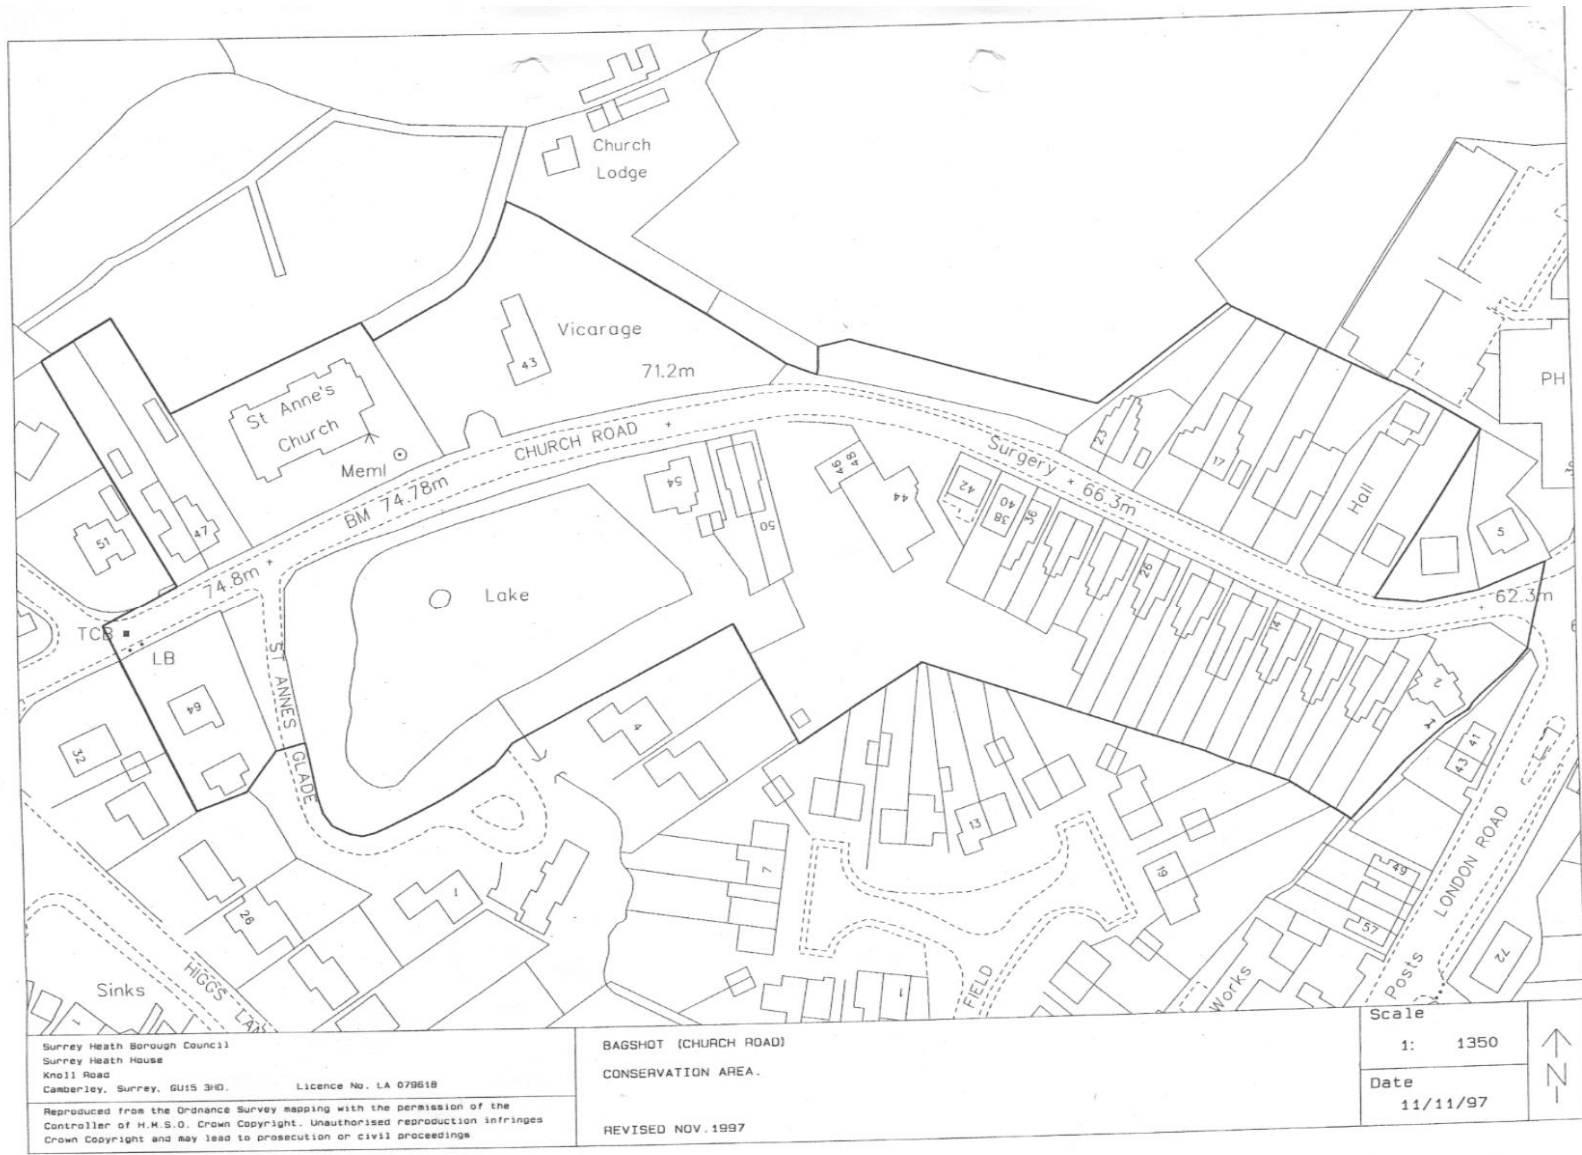 Church
Lodge
Vicarage
43
71.2m
PH
St Anne's
Church
Meml
CHURCH ROAD
BM 74.78m
54
50
46
48
44
Surgery
66.3m
23
17
Hall
5
42
40
38
36
26
14
2
62.3m
51
47
74.8m
TCB
LB
64
32
ST ANNES GLADE
Lake
4
41
43
13
7
19
49
57
LONDON ROAD
Posts
72
Works
FIELD
1
1
26
HIGGS
LAN
Sinks
1
Surrey Heath Borough Council
Surrey Heath House
Knoll Road
Camberley, Surrey, GU15 3HD. Licence No. LA 079618
Reproduced from the Ordnance Survey mapping with the permission of the
Controller of H.M.S.O. Crown Copyright. Unauthorised reproduction infringes
Crown Copyright and may lead to prosecution or civil proceedings
BAGSHOT (CHURCH ROAD)
CONSERVATION AREA.
REVISED NOV.1997
Scale
1: 1350
Date
11/11/97
N